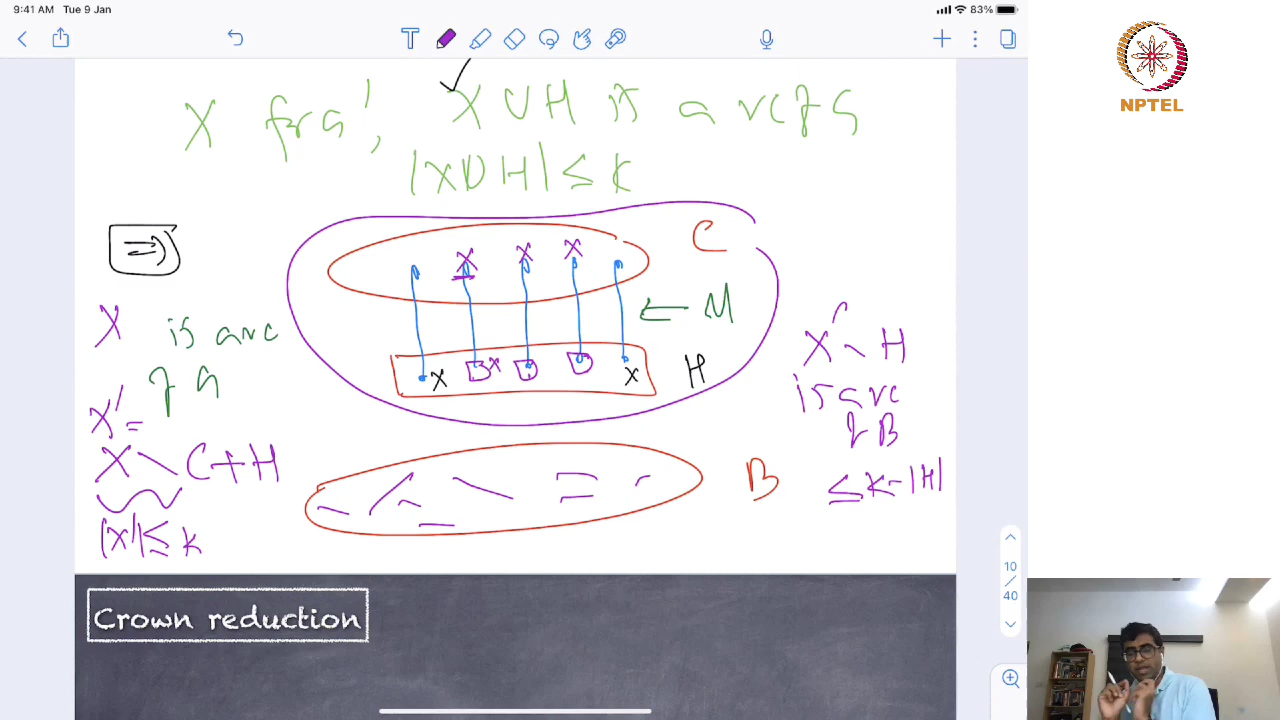 9:41 AM Tue 9 Jan
83%
NPTEL
X for G', X ∪ H is a vc of G
|X ∪ H| ≤ k
⇒
C
M
H
B
X is a vc
of G
X' =
X \ C + H
|X| ≤ k
X' \ H
is a vc
of B
≤ k - |H|
10
/
40
Crown reduction